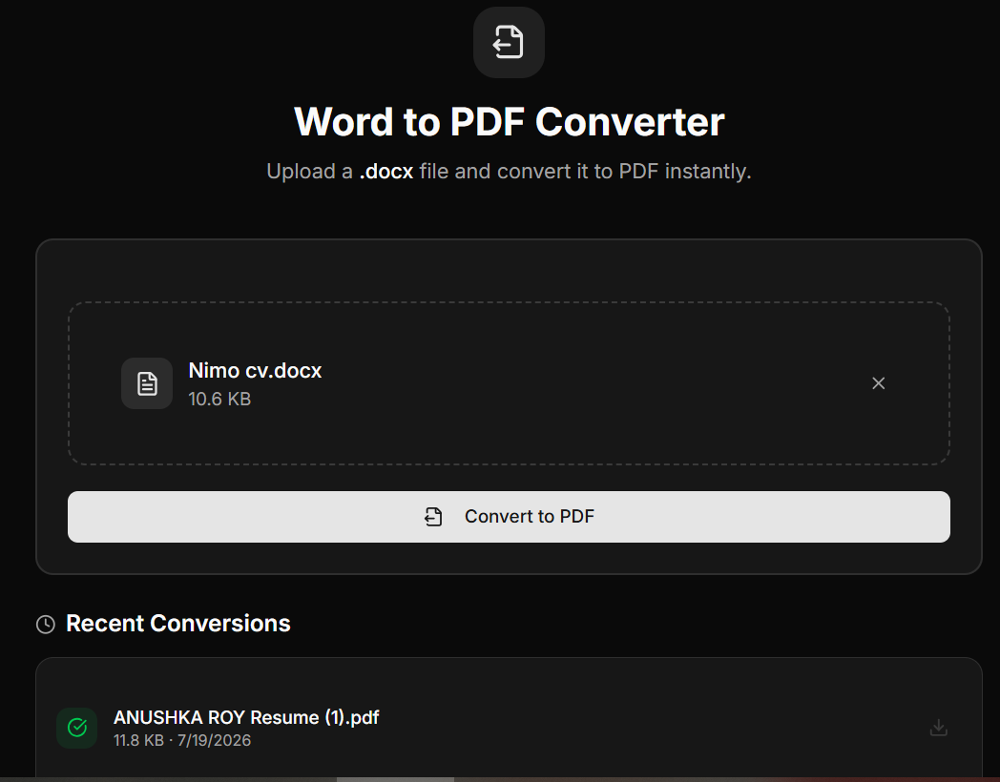 Word to PDF Converter
Upload a .docx file and convert it to PDF instantly.
Nimo cv.docx
10.6 KB
Convert to PDF
Recent Conversions
ANUSHKA ROY Resume (1).pdf
11.8 KB · 7/19/2026